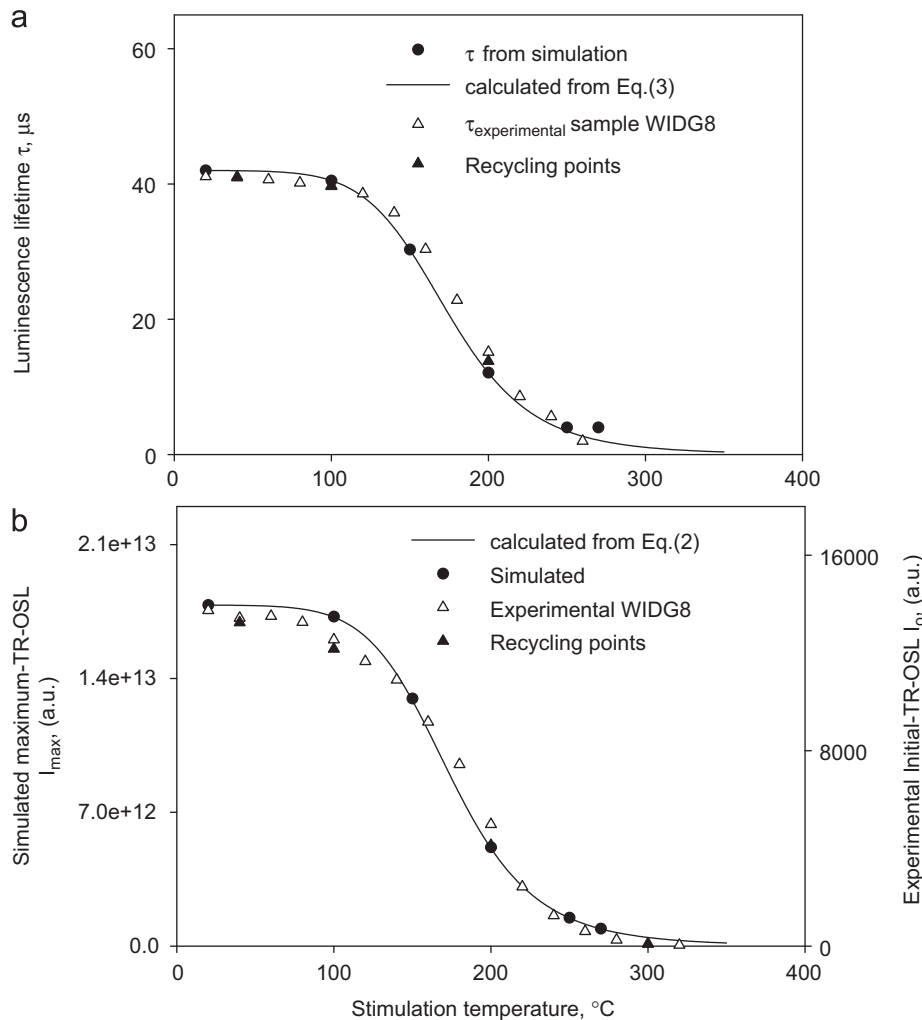 a
60
40
20
0
Luminescence lifetime τ, μs
τ from simulation
calculated from Eq.(3)
τexperimental sample WIDG8
Recycling points
0
100
200
300
400
b
2.1e+13
1.4e+13
7.0e+12
0.0
Simulated maximum-TR-OSL
Imax, (a.u.)
calculated from Eq.(2)
Simulated
Experimental WIDG8
Recycling points
16000
8000
0
Experimental Initial-TR-OSL Io, (a.u.)
0
100
200
300
400
Stimulation temperature, °C